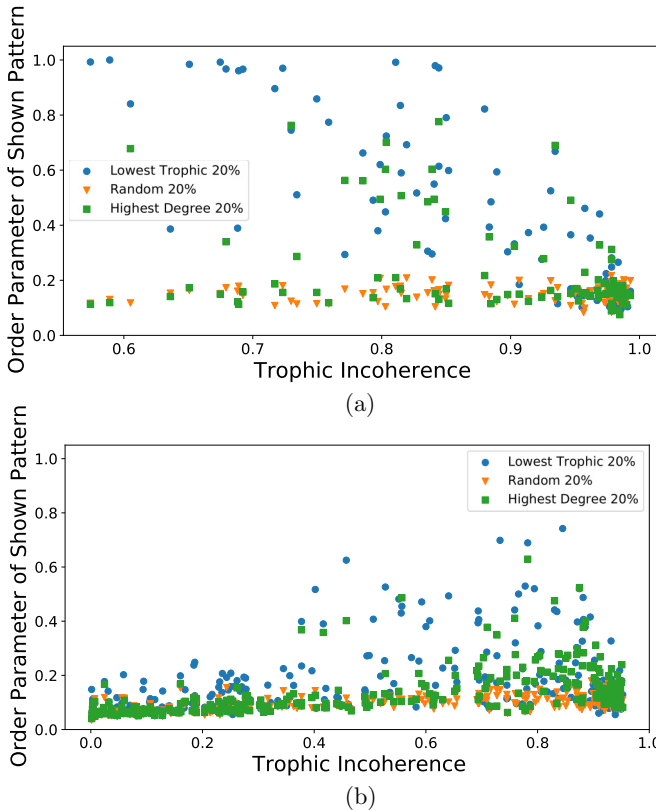 Order Parameter of Shown Pattern
1.0
0.8
0.6
0.4
0.2
0.0
Lowest Trophic 20%
Random 20%
Highest Degree 20%
0.6
0.7
0.8
0.9
1.0
Trophic Incoherence
(a)
Order Parameter of Shown Pattern
1.0
0.8
0.6
0.4
0.2
0.0
Lowest Trophic 20%
Random 20%
Highest Degree 20%
0.0
0.2
0.4
0.6
0.8
1.0
Trophic Incoherence
(b)